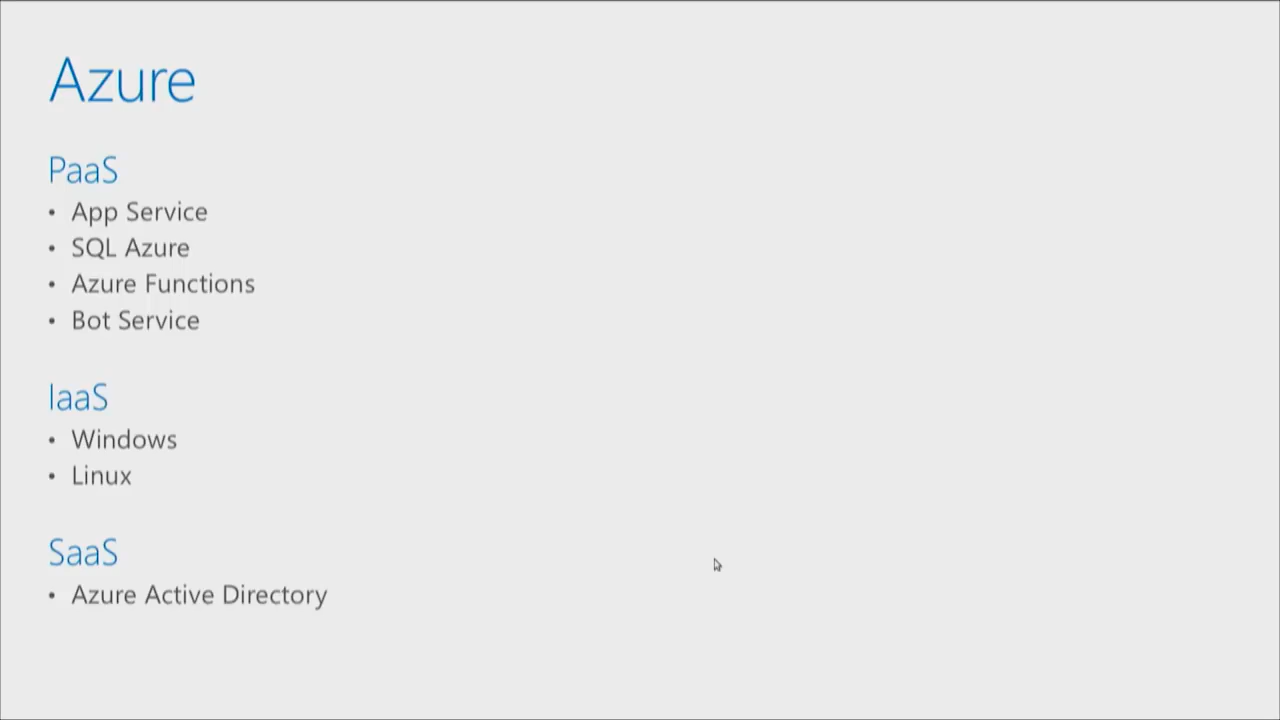 Azure
PaaS
• App Service
• SQL Azure
• Azure Functions
• Bot Service
IaaS
• Windows
• Linux
SaaS
• Azure Active Directory